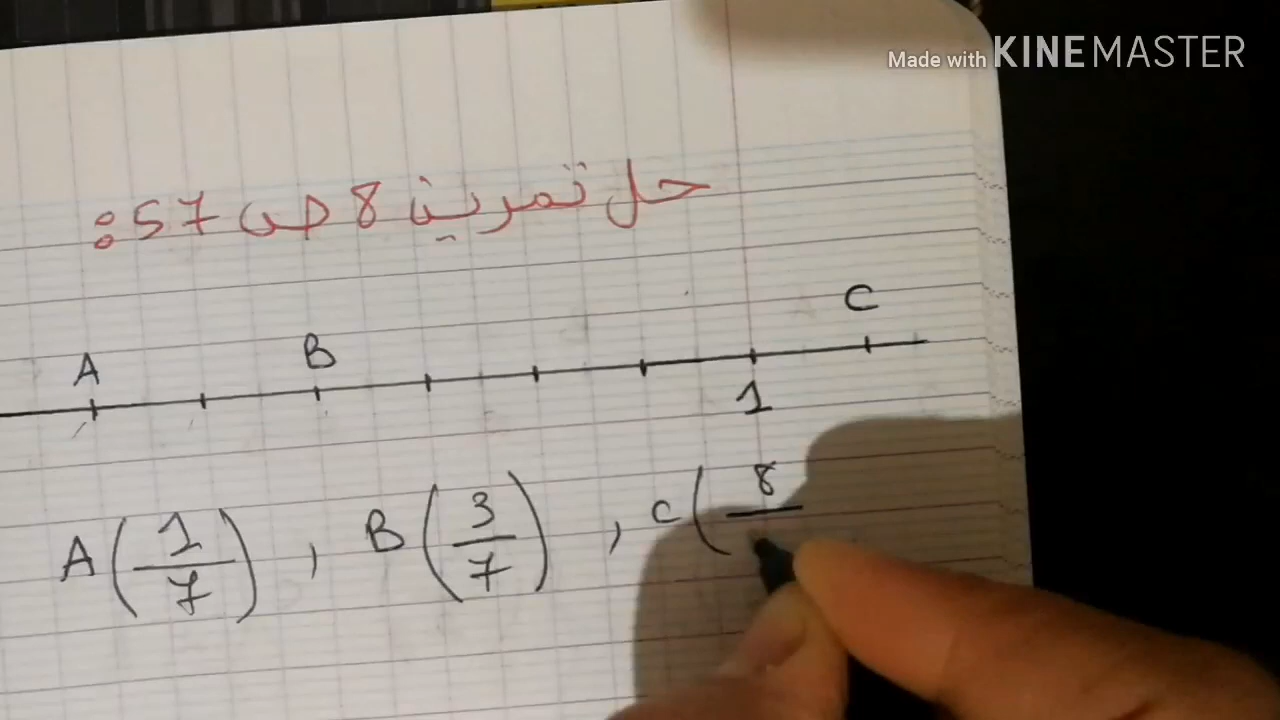 Made with KINEMASTER
حل تمرين 8 ص 57:
A B C
1
A(1/7) , B(3/7) , C(8/